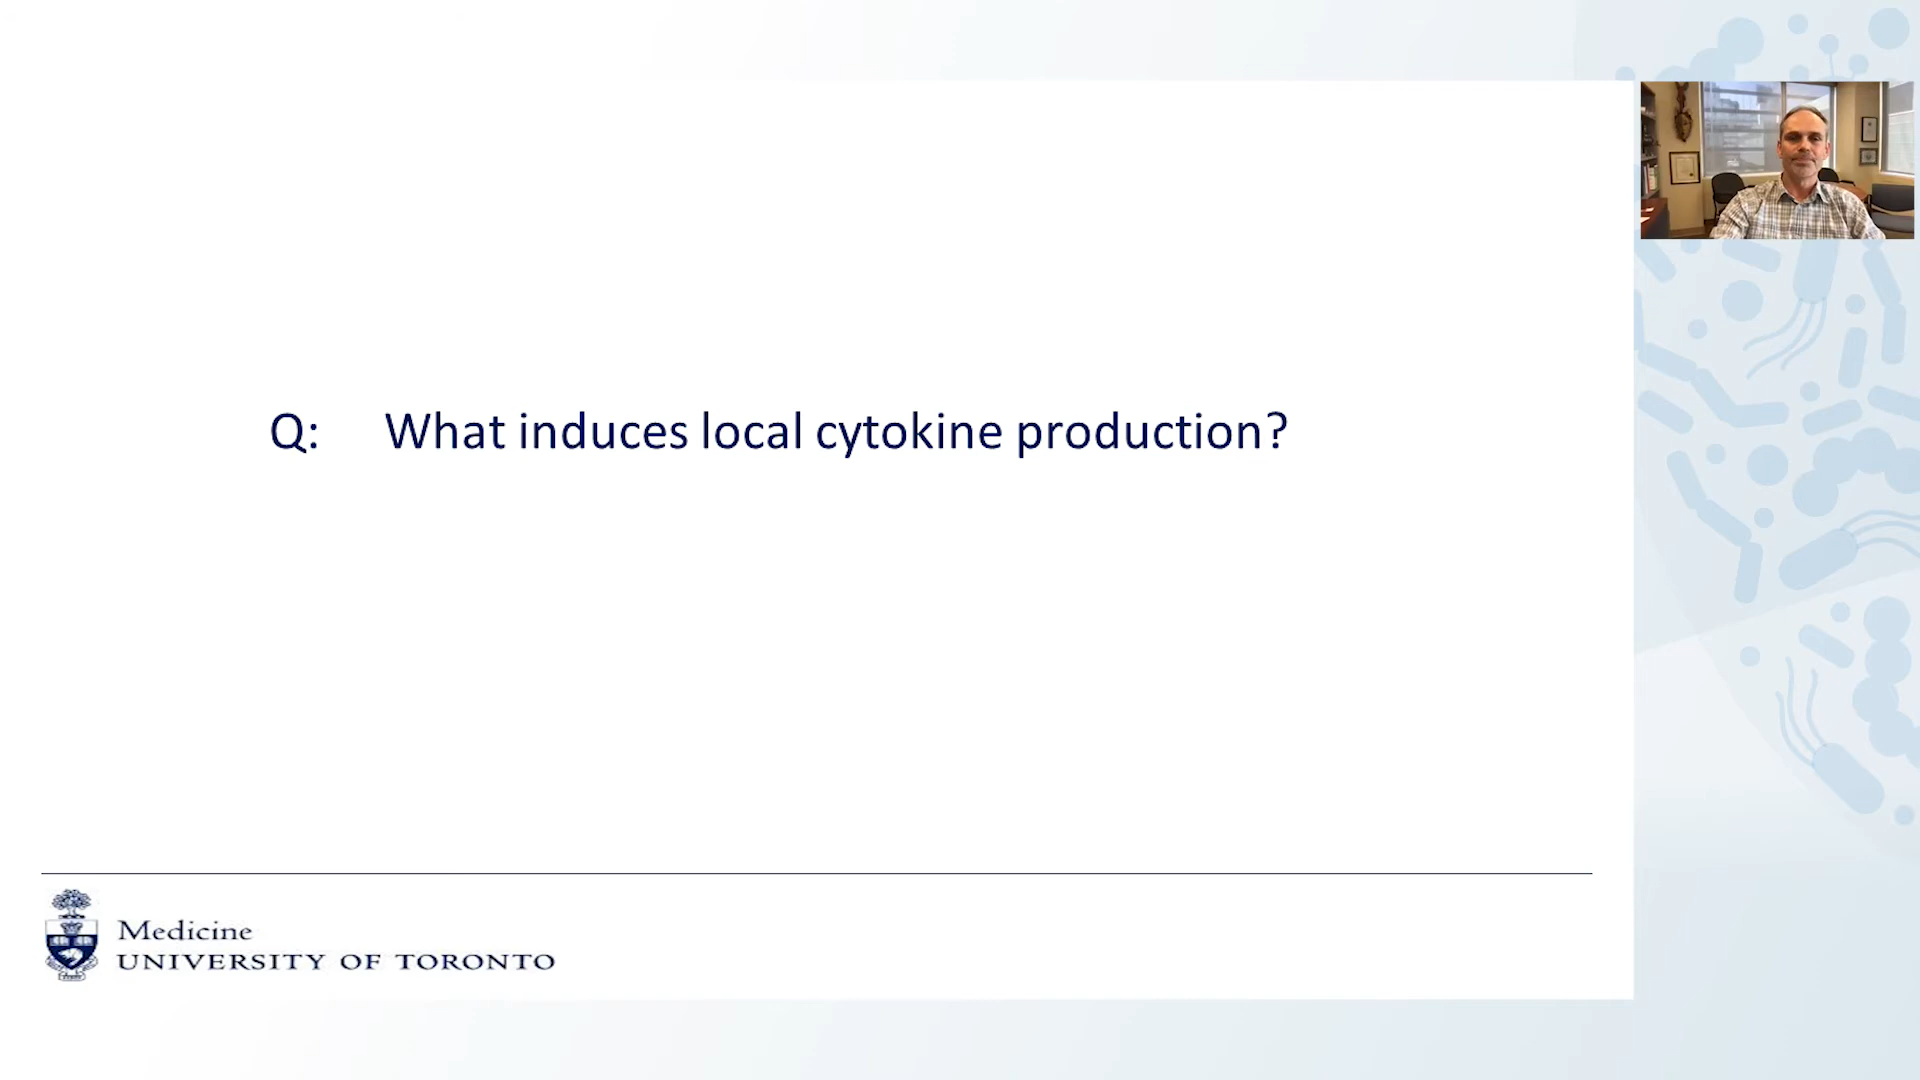 Q: What induces local cytokine production?
Medicine
UNIVERSITY OF TORONTO